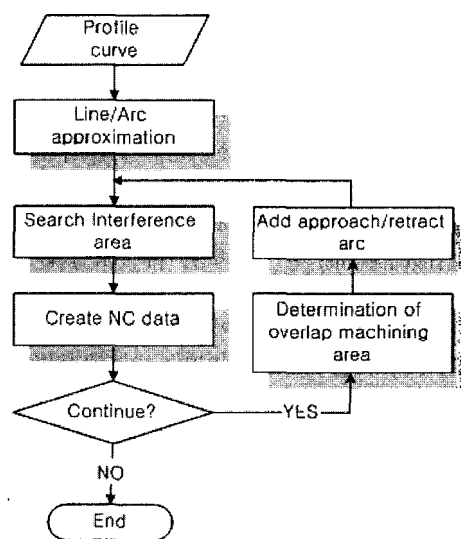 Profile
curve
Line/Arc
approximation
Search Interference
area
Add approach/retract
arc
Create NC data
Determination of
overlap machining
area
Continue?
YES
NO
End